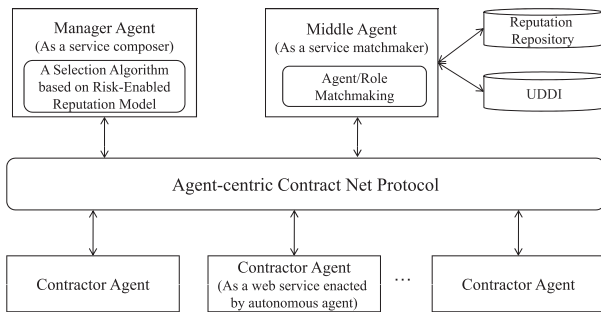 Manager Agent
(As a service composer)
A Selection Algorithm
based on Risk-Enabled
Reputation Model
Middle Agent
(As a service matchmaker)
Agent/Role
Matchmaking
Reputation
Repository
UDDI
Agent-centric Contract Net Protocol
Contractor Agent
Contractor Agent
(As a web service enacted
by autonomous agent)
...
Contractor Agent